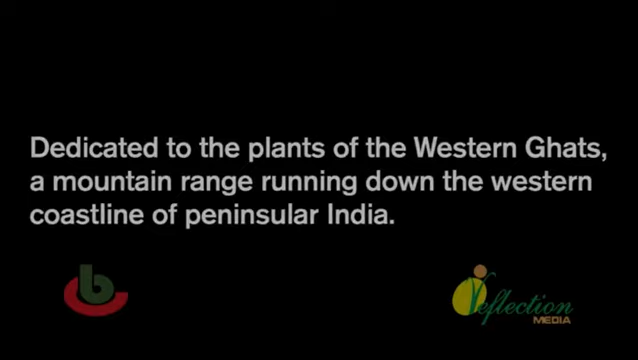 Dedicated to the plants of the Western Ghats,
a mountain range running down the western
coastline of peninsular India.
b
Reflection
MEDIA